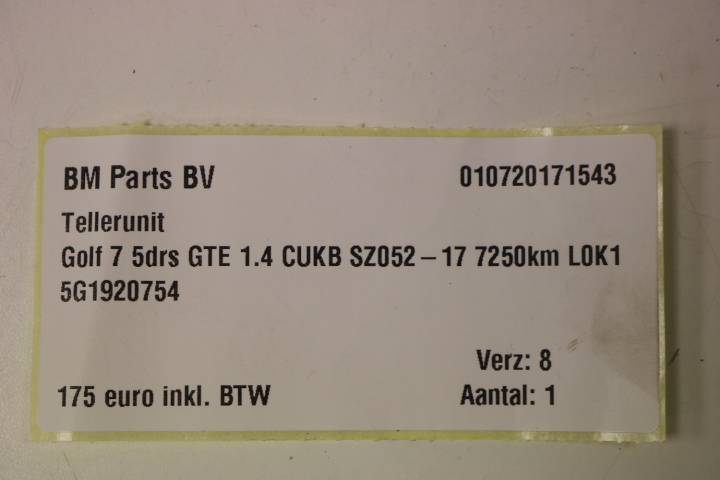 BM Parts BV 010720171543
Tellerunit
Golf 7 5drs GTE 1.4 CUKB SZ052-17 7250km L0K1
5G1920754
Verz: 8
175 euro inkl. BTW Aantal: 1